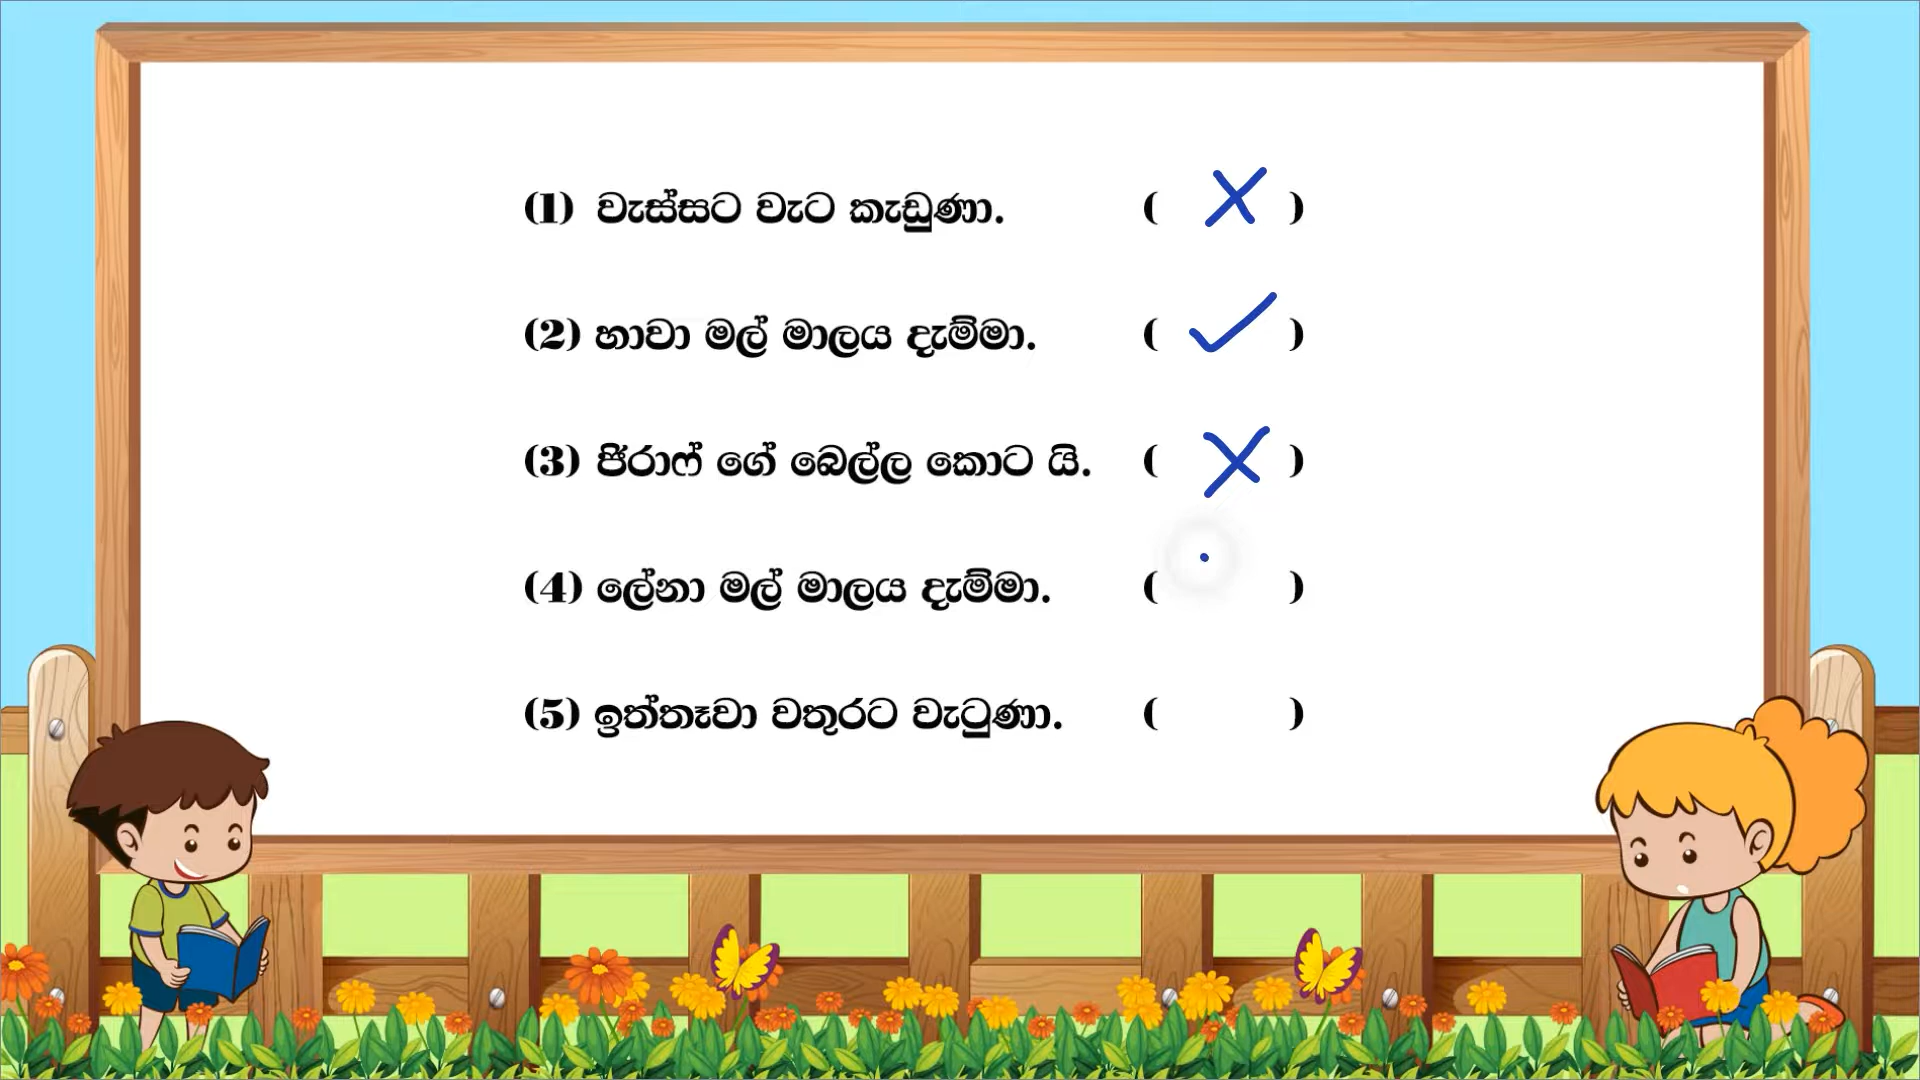 (1) වැස්සට වැට කැඩුණා. ( ✗ )
(2) හාවා මල් මාලය දැම්මා. ( ✓ )
(3) ජිරාෆ් ගේ බෙල්ල කොට යි. ( ✗ )
(4) ලේනා මල් මාලය දැම්මා. ( )
(5) ඉත්තෑවා වතුරට වැටුණා. ( )